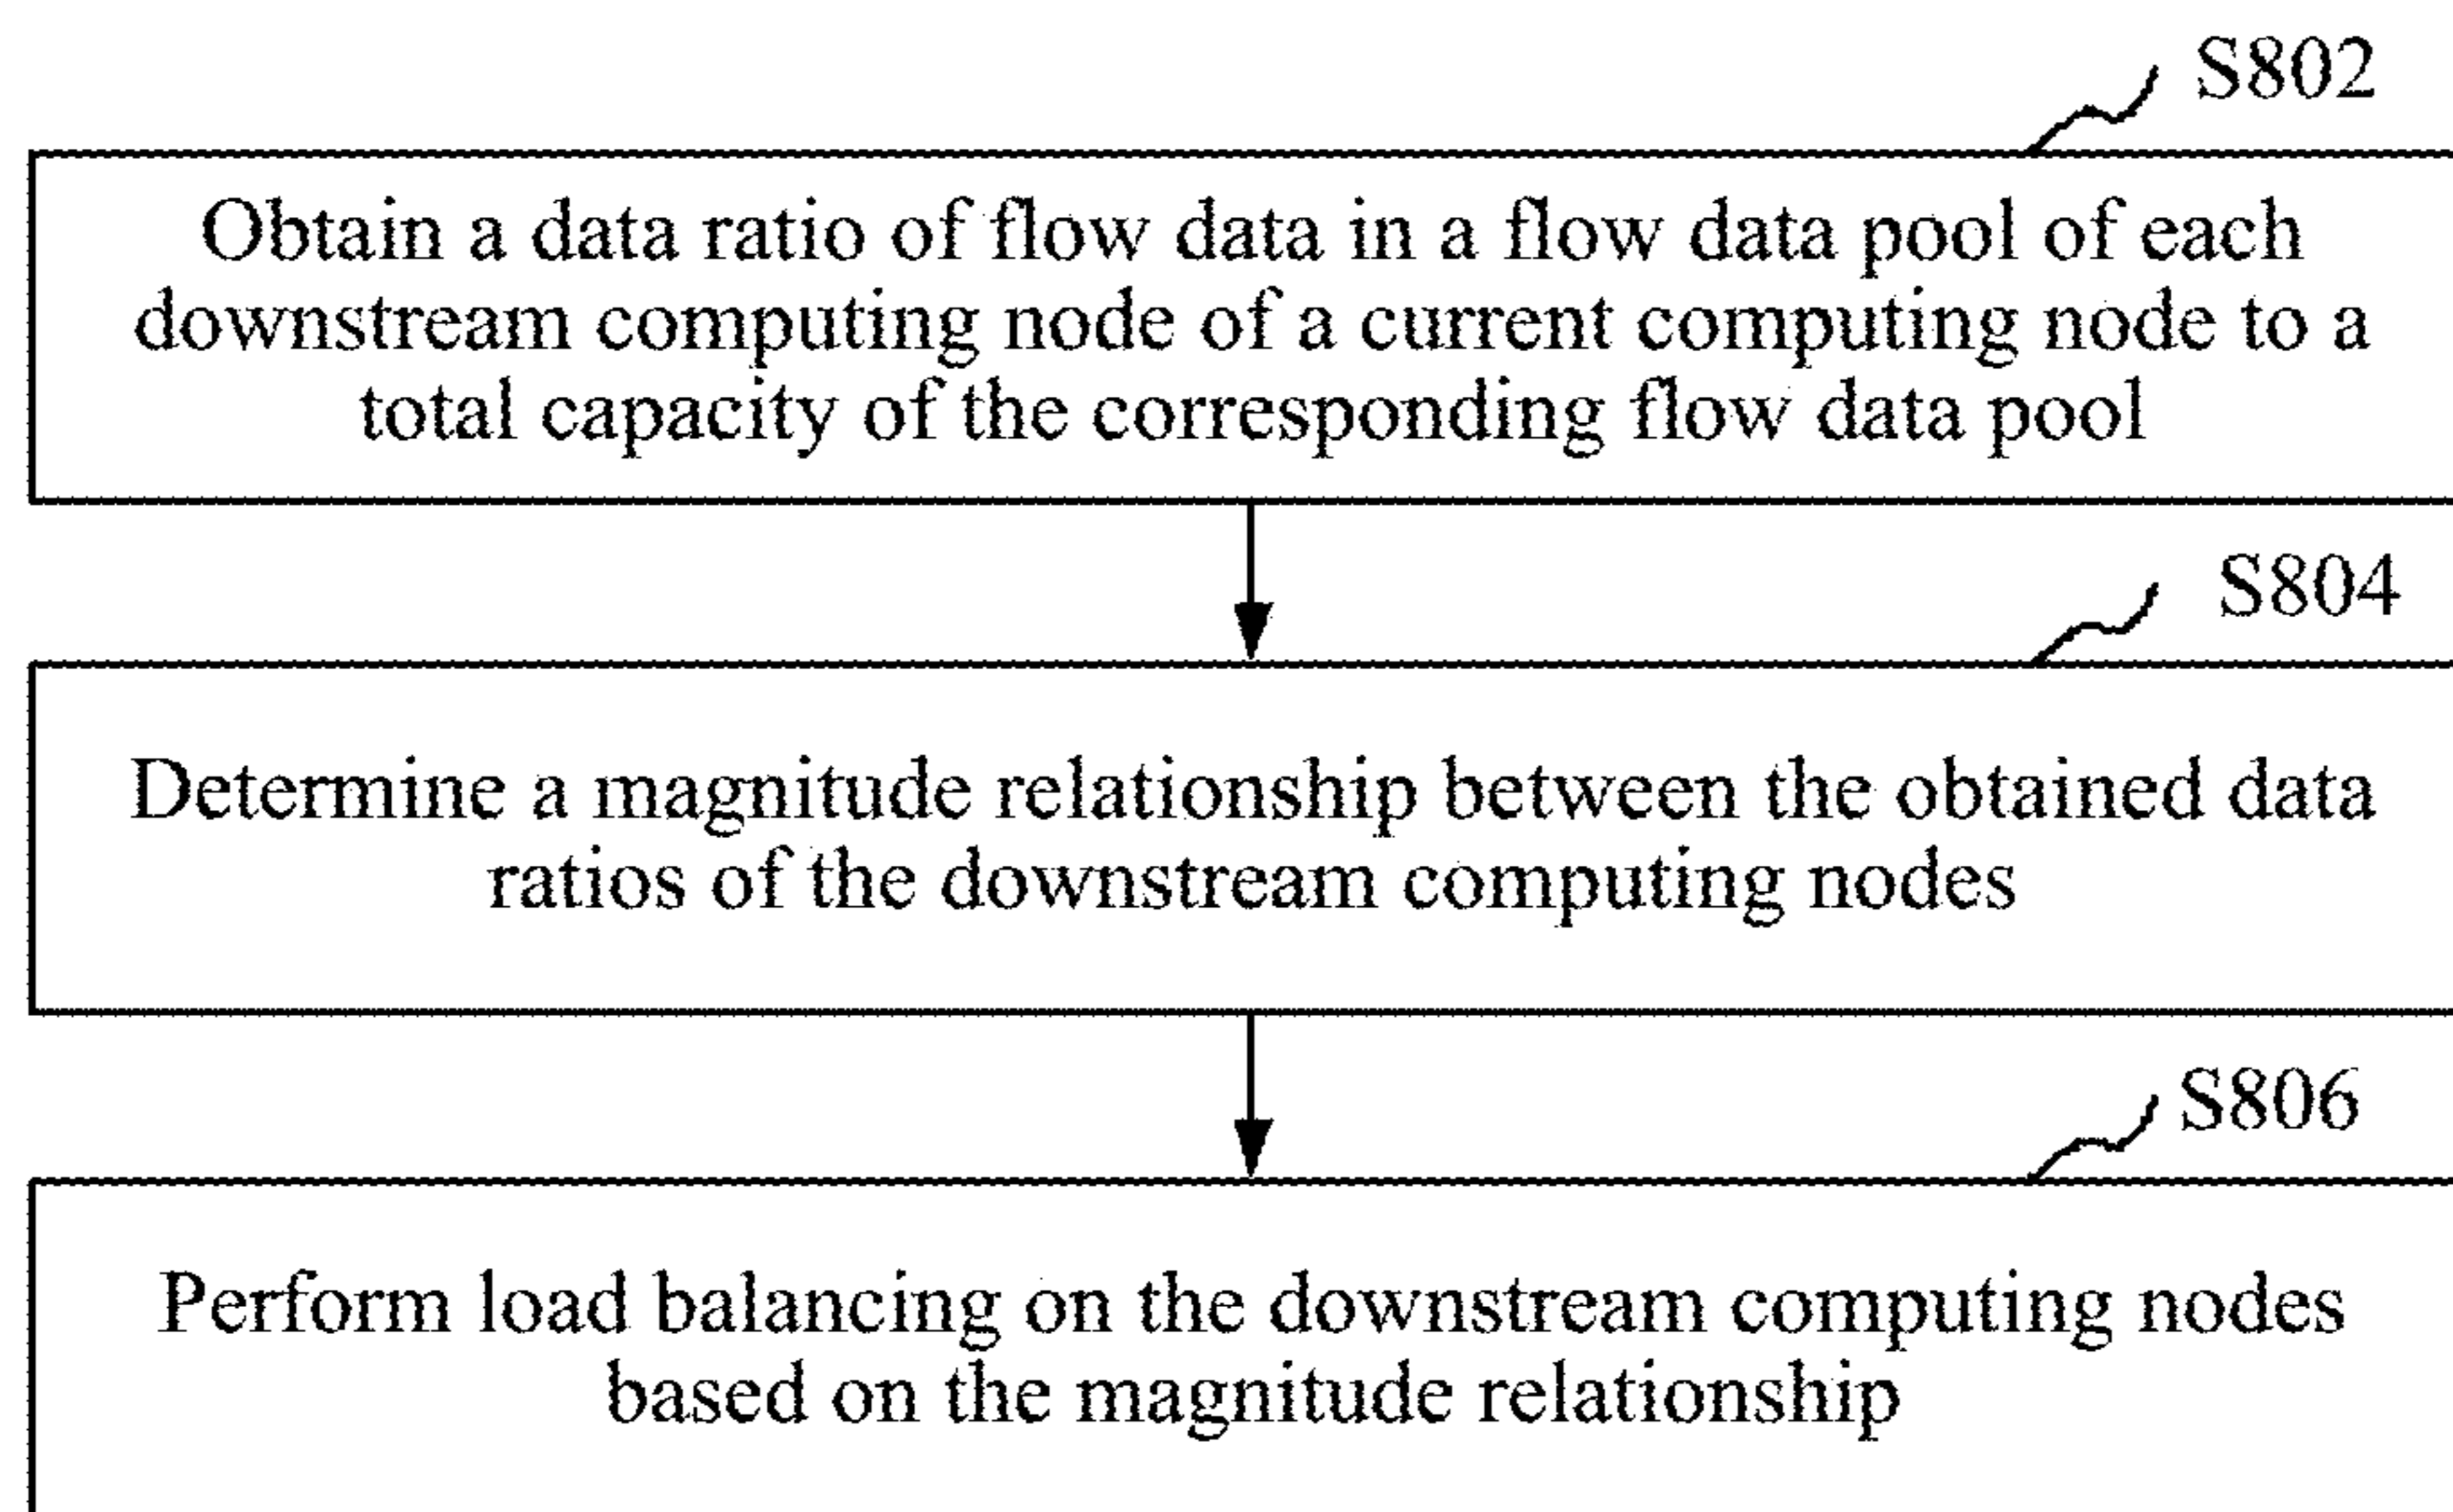 S802
Obtain a data ratio of flow data in a flow data pool of each
downstream computing node of a current computing node to a
total capacity of the corresponding flow data pool
S804
Determine a magnitude relationship between the obtained data
ratios of the downstream computing nodes
S806
Perform load balancing on the downstream computing nodes
based on the magnitude relationship